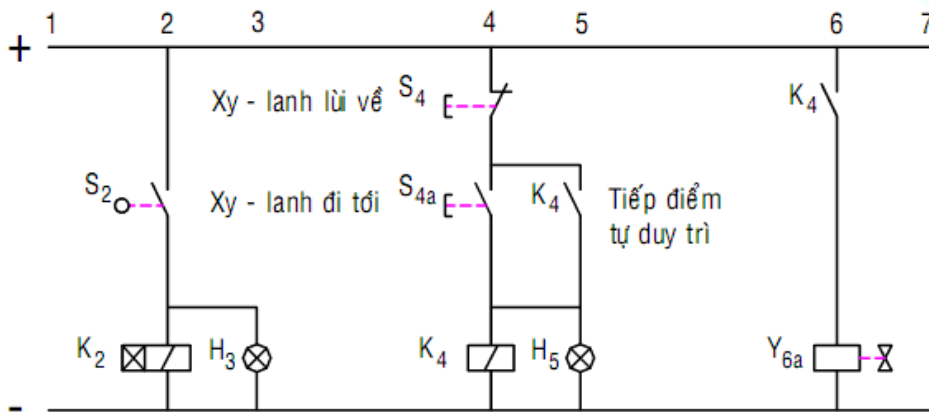 1 2 3 4 5 6 7
+
Xy - lanh lùi về S4
K4
S2
Xy - lanh đi tới S4a
K4
Tiếp điểm
tự duy trì
K2 H3 K4 H5 Y6a
-